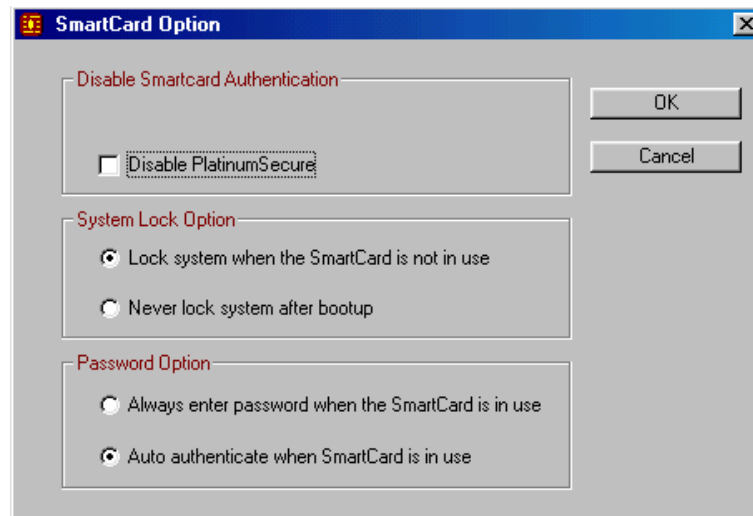 SmartCard Option
Disable Smartcard Authentication
OK
Cancel
Disable PlatinumSecure
System Lock Option
Lock system when the SmartCard is not in use
Never lock system after bootup
Password Option
Always enter password when the SmartCard is in use
Auto authenticate when SmartCard is in use